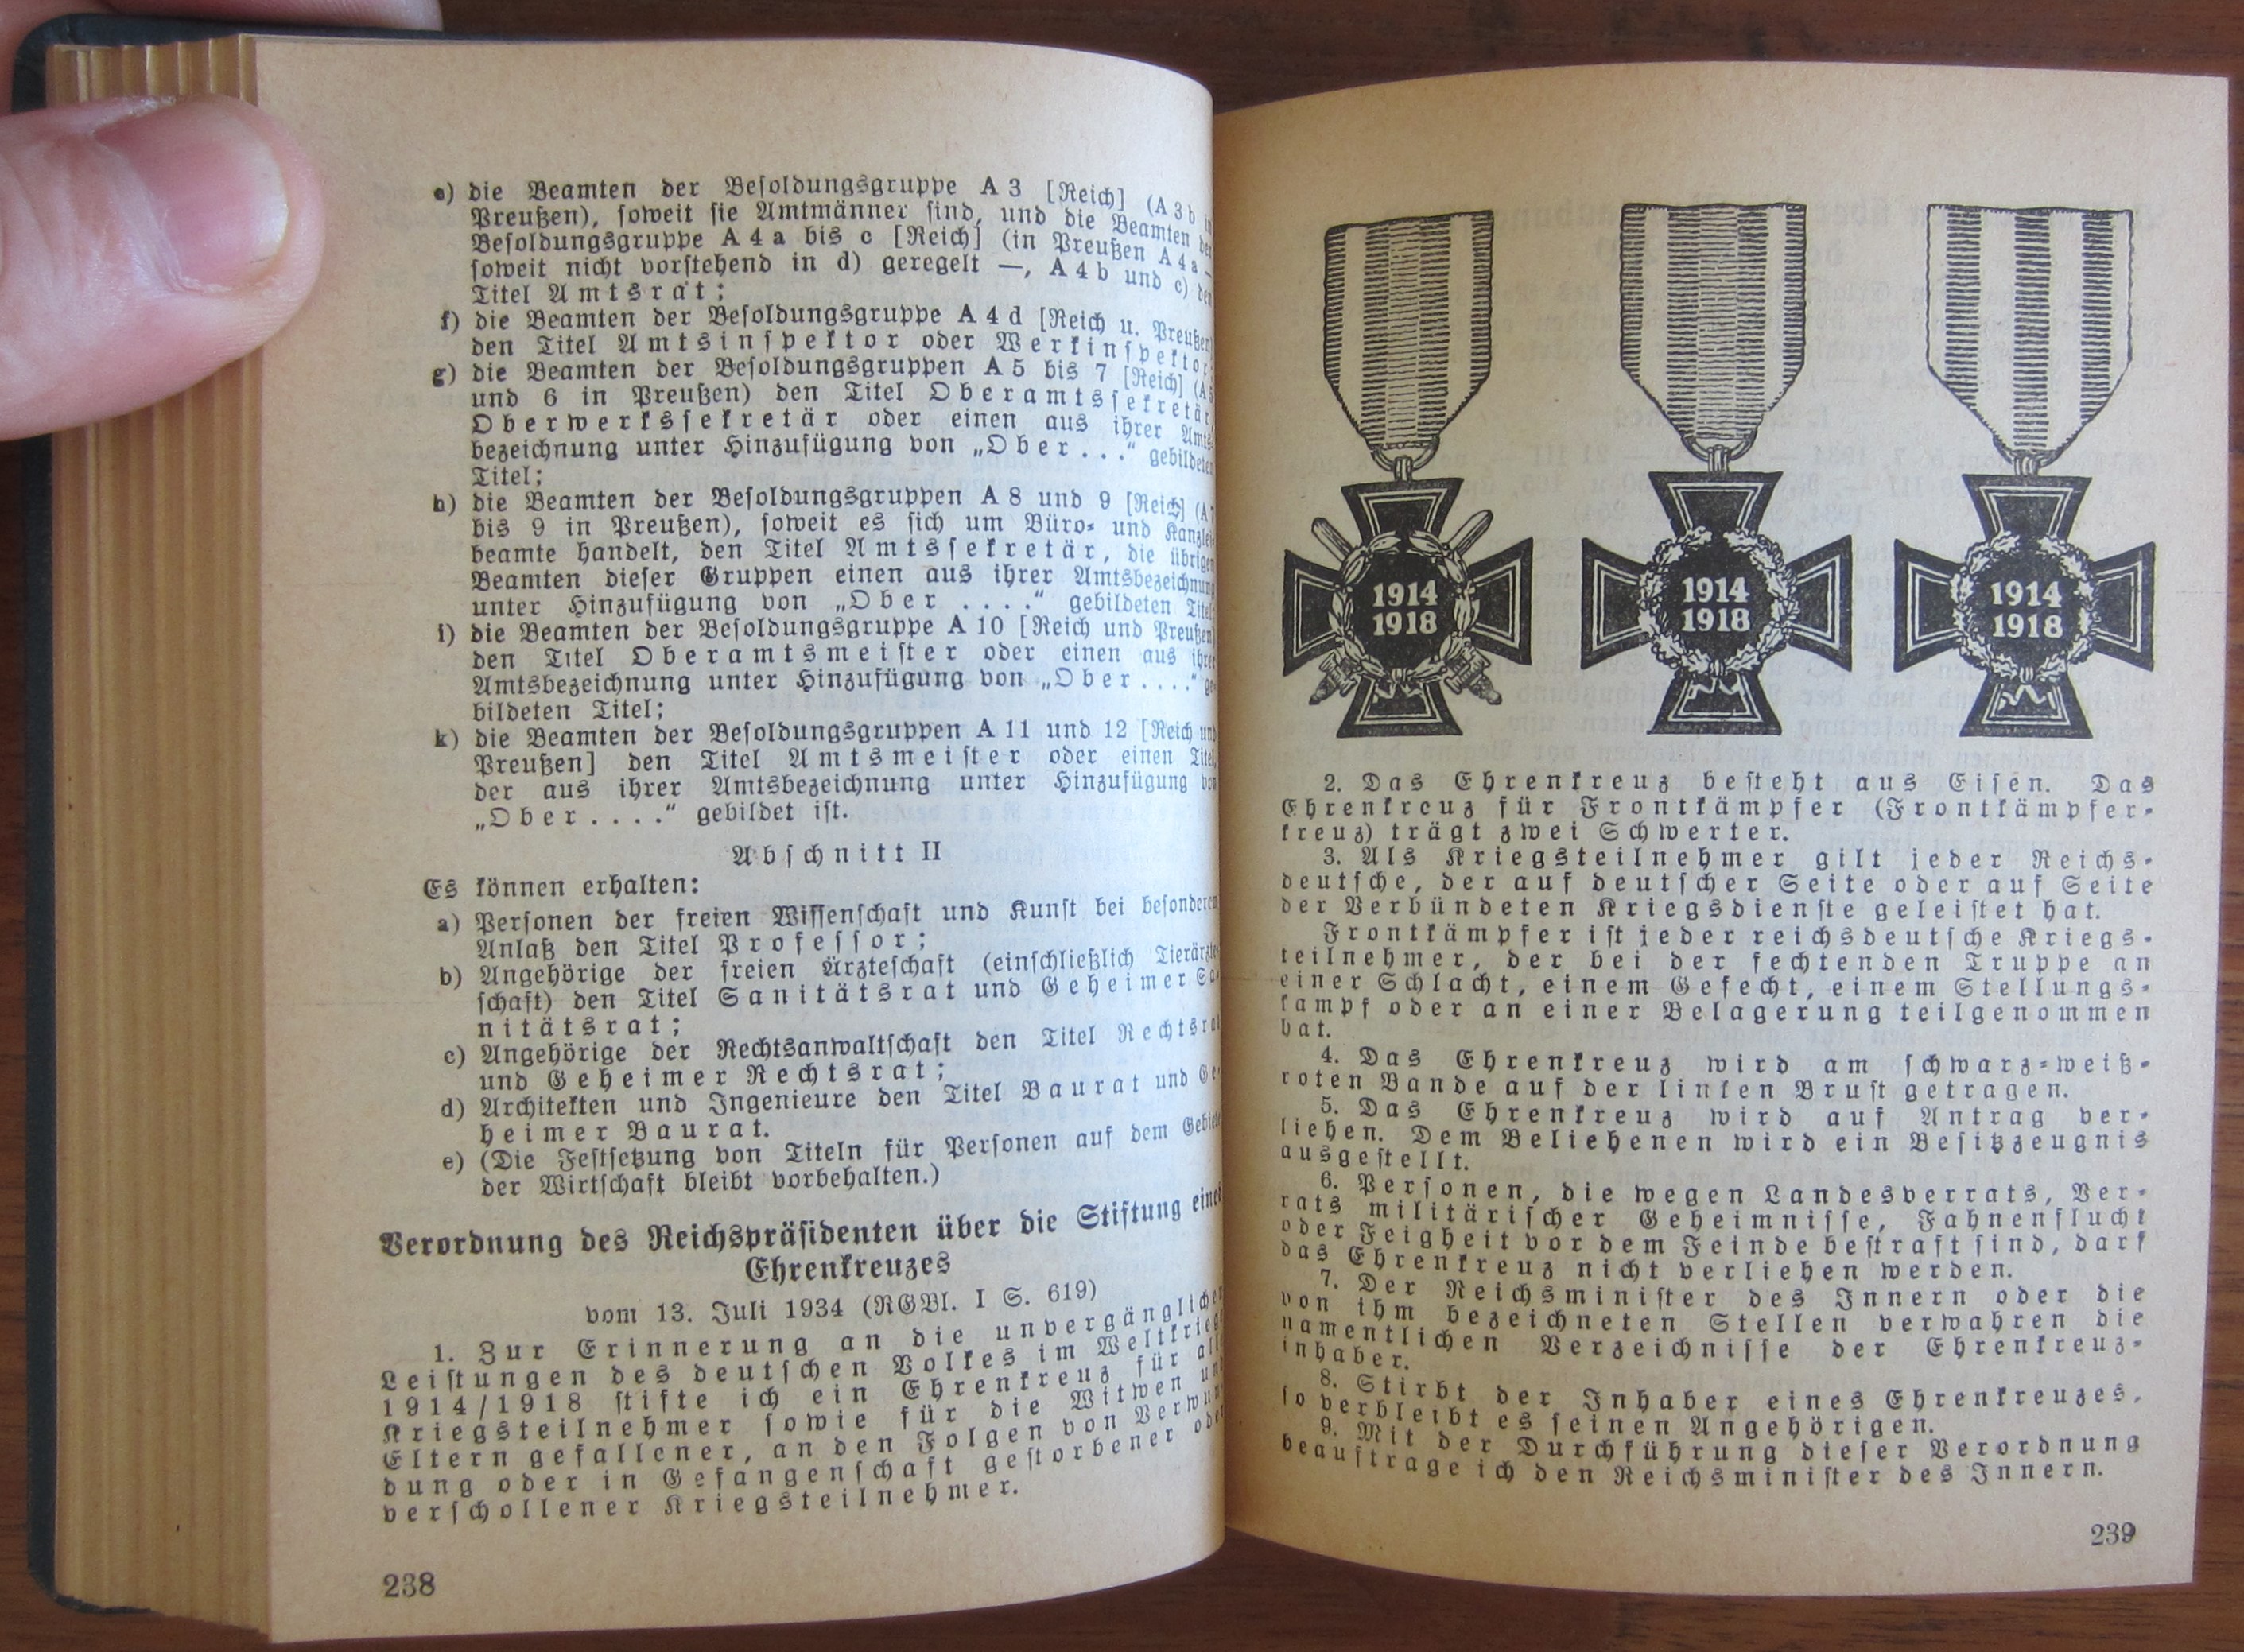 e) die Beamten der Besoldungsgruppe A 3 [Reich] (A 3b in
Preußen), soweit sie Amtmänner sind, und die Beamten der
Besoldungsgruppe A 4 a bis c [Reich] (in Preußen A 4 a —
soweit nicht vorstehend in d) geregelt —, A 4 b und c) den
Titel Amtsrat;
f) die Beamten der Besoldungsgruppe A 4 d [Reich u. Preußen]
den Titel Amtsinspektor oder Werkinspektor;
g) die Beamten der Besoldungsgruppen A 5 bis 7 [Reich] (A 5
und 6 in Preußen) den Titel Oberamtssekretär,
Oberwerkssekretär oder einen aus ihrer Amts-
bezeichnung unter Hinzufügung von „Ober . . .“ gebildeten
Titel;
h) die Beamten der Besoldungsgruppen A 8 und 9 [Reich] (A 7
bis 9 in Preußen), soweit es sich um Büro- und Kanzlei-
beamte handelt, den Titel Amtssekretär, die übrigen
Beamten dieser Gruppen einen aus ihrer Amtsbezeichnung
unter Hinzufügung von „Ober . . . .“ gebildeten Titel;
i) die Beamten der Besoldungsgruppe A 10 [Reich und Preußen]
den Titel Oberamtsmeister oder einen aus ihrer
Amtsbezeichnung unter Hinzufügung von „Ober . . . .“ ge-
bildeten Titel;
k) die Beamten der Besoldungsgruppen A 11 und 12 [Reich und
Preußen] den Titel Amtsmeister oder einen Titel,
der aus ihrer Amtsbezeichnung unter Hinzufügung von
„Ober . . . .“ gebildet ist.
Abschnitt II
Es können erhalten:
a) Personen der freien Wissenschaft und Kunst bei besonderem
Anlaß den Titel Professor;
b) Angehörige der freien Ärzteschaft (einschließlich Tierärzte-
schaft) den Titel Sanitätsrat und Geheimer Sa-
nitätsrat;
c) Angehörige der Rechtsanwaltschaft den Titel Rechtsrat
und Geheimer Rechtsrat;
d) Architekten und Ingenieure den Titel Baurat und Ge-
heimer Baurat.
e) (Die Festsetzung von Titeln für Personen auf dem Gebiete
der Wirtschaft bleibt vorbehalten.)
Verordnung des Reichspräsidenten über die Stiftung eines
Ehrenkreuzes
vom 13. Juli 1934 (RGBl. I S. 619)
1. Zur Erinnerung an die unvergänglichen
Leistungen des deutschen Volkes im Weltkriege
1914/1918 stifte ich ein Ehrenkreuz für alle
Kriegsteilnehmer sowie für die Witwen und
Eltern gefallener, an den Folgen von Verwun-
dung oder in Gefangenschaft gestorbener oder
verschollener Kriegsteilnehmer.
238
1914
1918
1914
1918
1914
1918
2. Das Ehrenkreuz besteht aus Eisen. Das
Ehrenkreuz für Frontkämpfer (Frontkämpfer-
kreuz) trägt zwei Schwerter.
3. Als Kriegsteilnehmer gilt jeder Reichs-
deutsche, der auf deutscher Seite oder auf Seite
der Verbündeten Kriegsdienste geleistet hat.
Frontkämpfer ist jeder reichsdeutsche Kriegs-
teilnehmer, der bei der fechtenden Truppe an
einer Schlacht, einem Gefecht, einem Stellungs-
kampf oder an einer Belagerung teilgenommen
hat.
4. Das Ehrenkreuz wird am schwarz-weiß-
roten Bande auf der linken Brust getragen.
5. Das Ehrenkreuz wird auf Antrag ver-
liehen. Dem Beliehenen wird ein Besitzzeugnis
ausgestellt.
6. Personen, die wegen Landesverrats, Ver-
rats militärischer Geheimnisse, Fahnenflucht
oder Feigheit vor dem Feinde bestraft sind, darf
das Ehrenkreuz nicht verliehen werden.
7. Der Reichsminister des Innern oder die
von ihm bezeichneten Stellen verwahren die
namentlichen Verzeichnisse der Ehrenkreuz-
inhaber.
8. Stirbt der Inhaber eines Ehrenkreuzes,
so verbleibt es seinen Angehörigen.
9. Mit der Durchführung dieser Verordnung
beauftrage ich den Reichsminister des Innern.
239